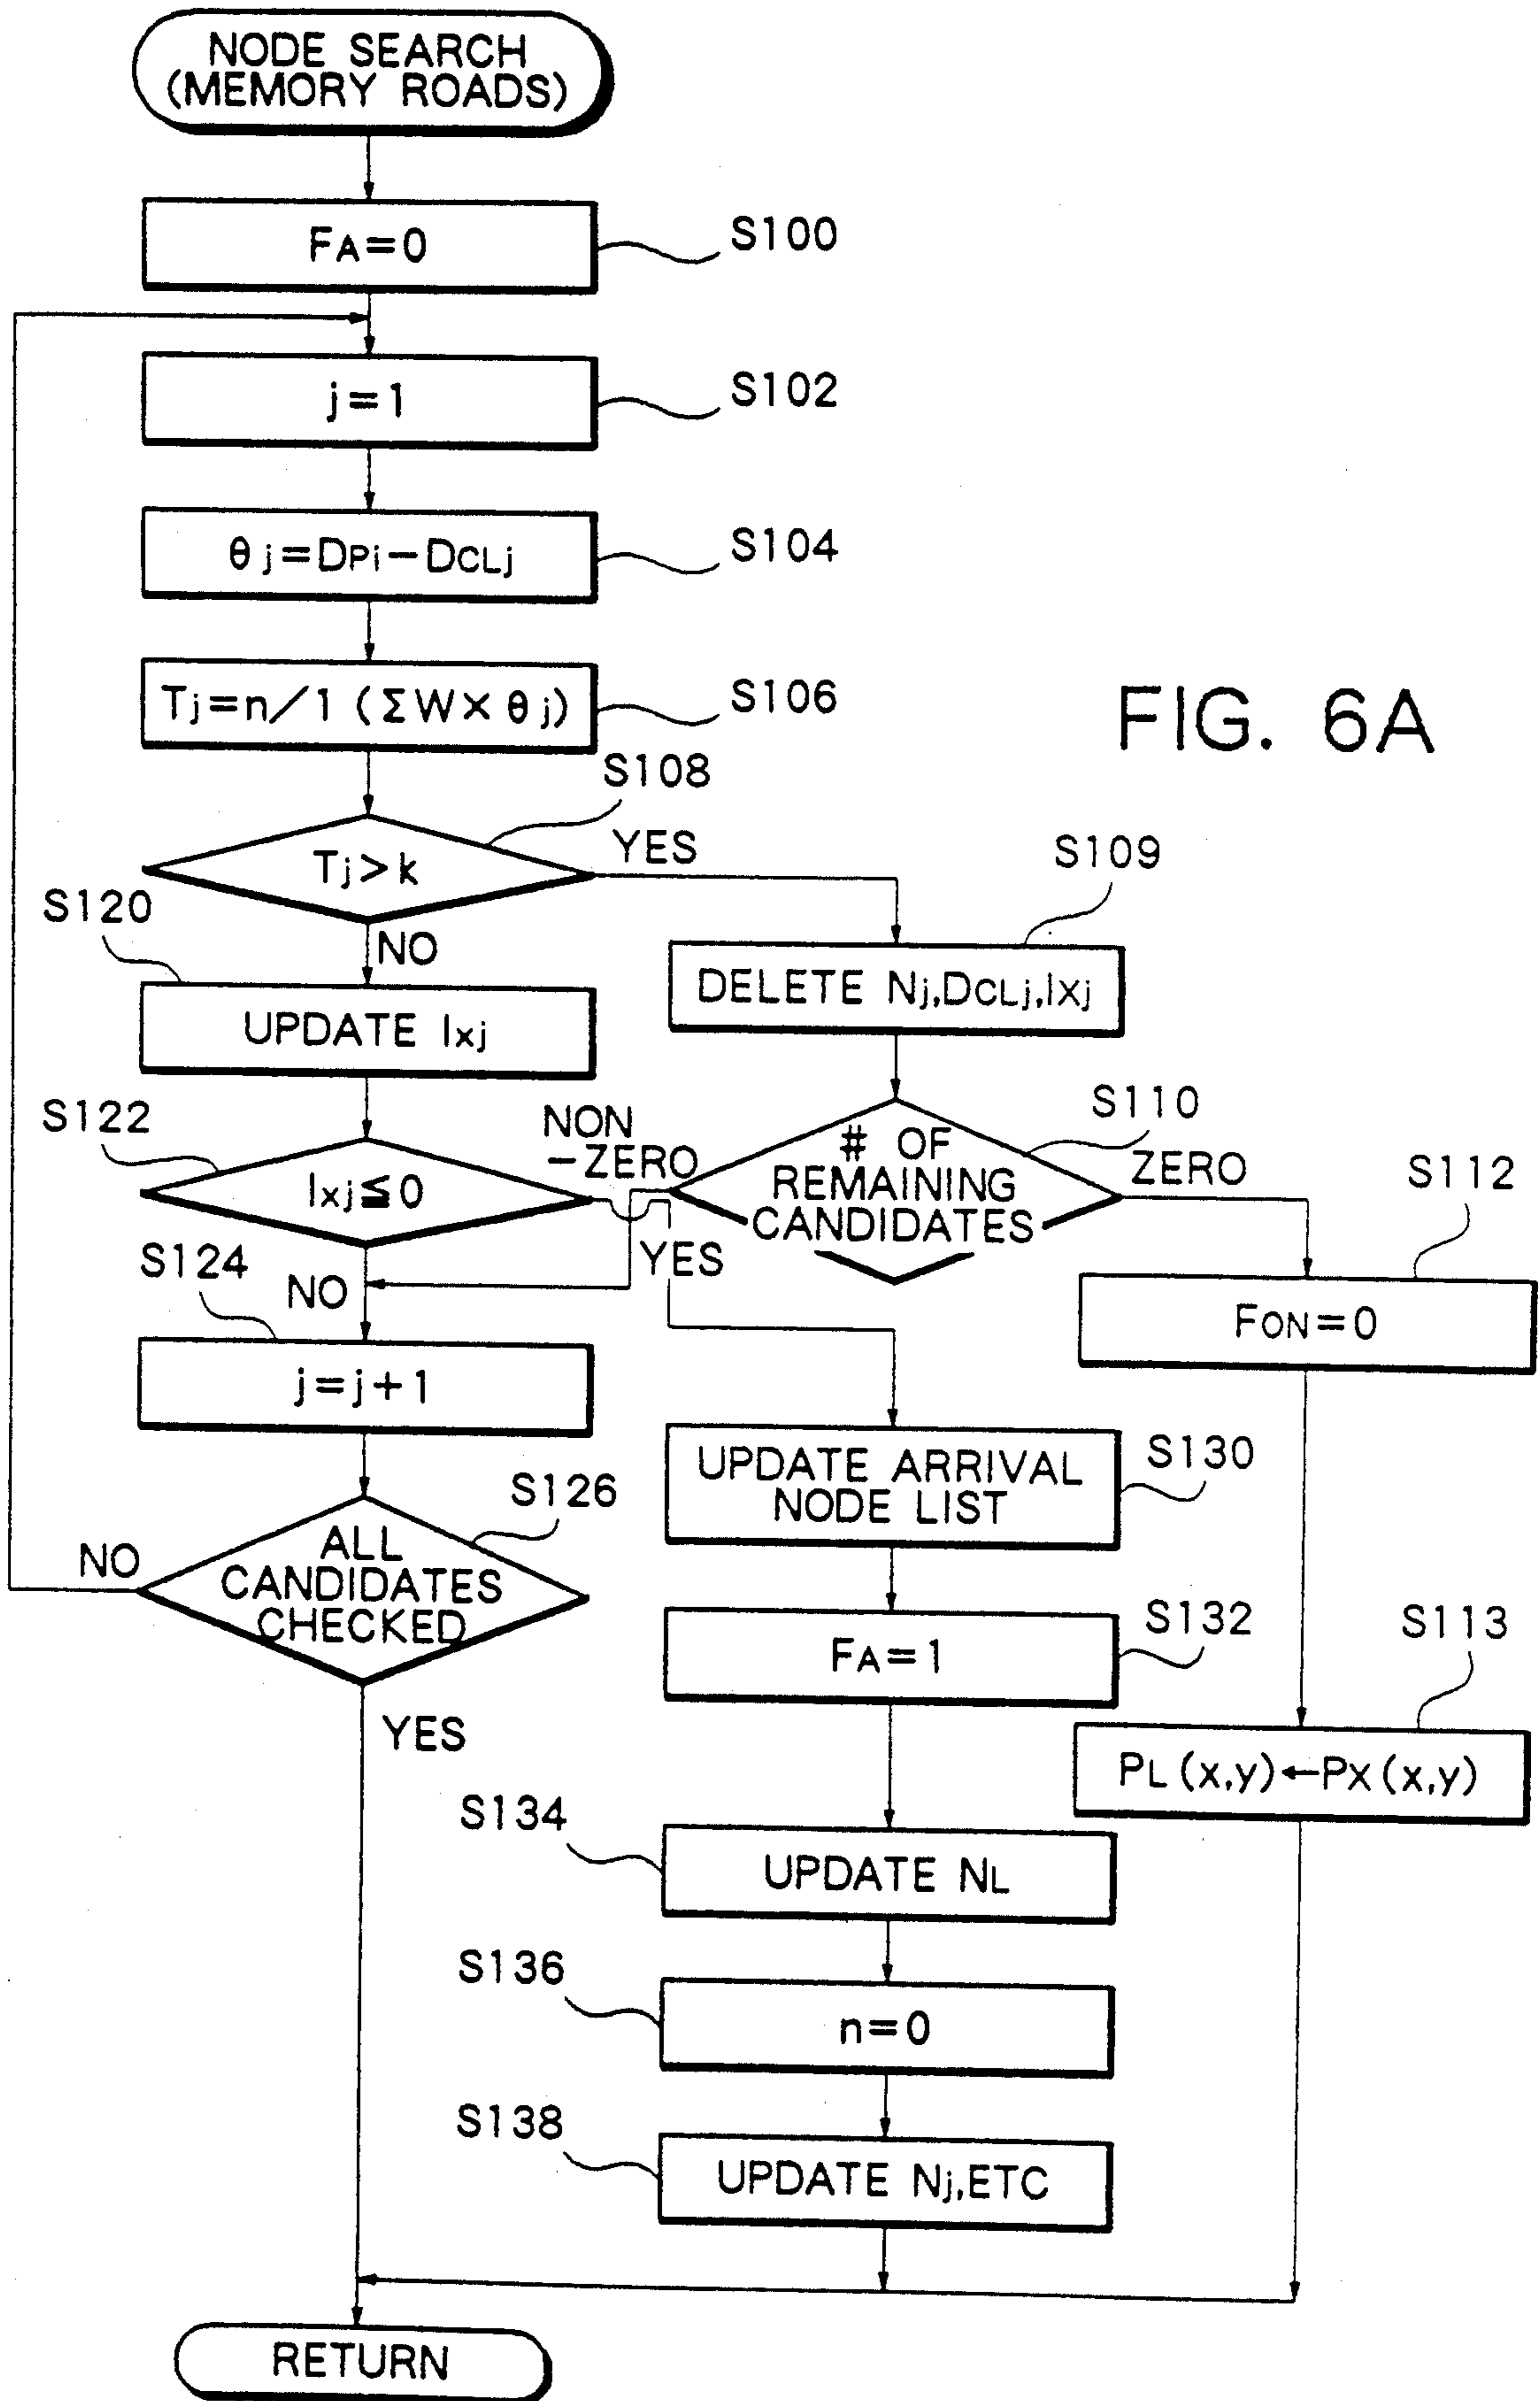 NODE SEARCH
(MEMORY ROADS)
FA=0
S100
j=1
S102
θj=DPi-DCLj
S104
Tj=n/1 (ΣW×θj)
S106
FIG. 6A
S108
Tj>k
YES
NO
S109
DELETE Nj,DCLj,lxj
S120
UPDATE lxj
S110
# OF
REMAINING
CANDIDATES
NON
-ZERO
ZERO
S122
lxj≦0
YES
NO
S112
FON=0
S124
j=j+1
S130
UPDATE ARRIVAL
NODE LIST
S126
ALL
CANDIDATES
CHECKED
NO
YES
S132
FA=1
S113
PL(x,y)←PX(x,y)
S134
UPDATE NL
S136
n=0
S138
UPDATE Nj,ETC
RETURN